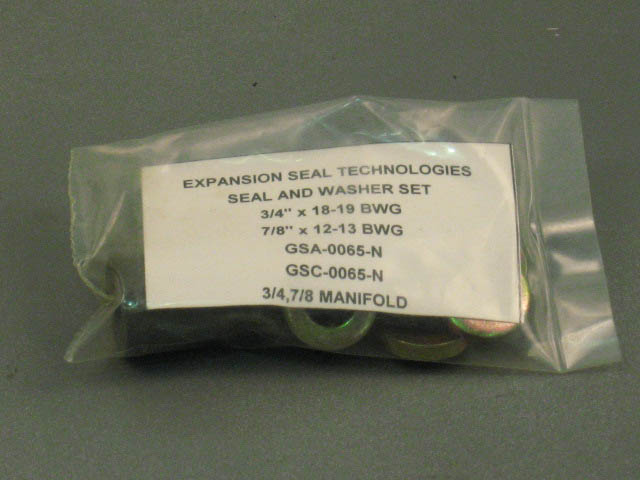 EXPANSION SEAL TECHNOLOGIES
SEAL AND WASHER SET
3/4" x 18-19 BWG
7/8" x 12-13 BWG
GSA-0065-N
GSC-0065-N
3/4,7/8 MANIFOLD